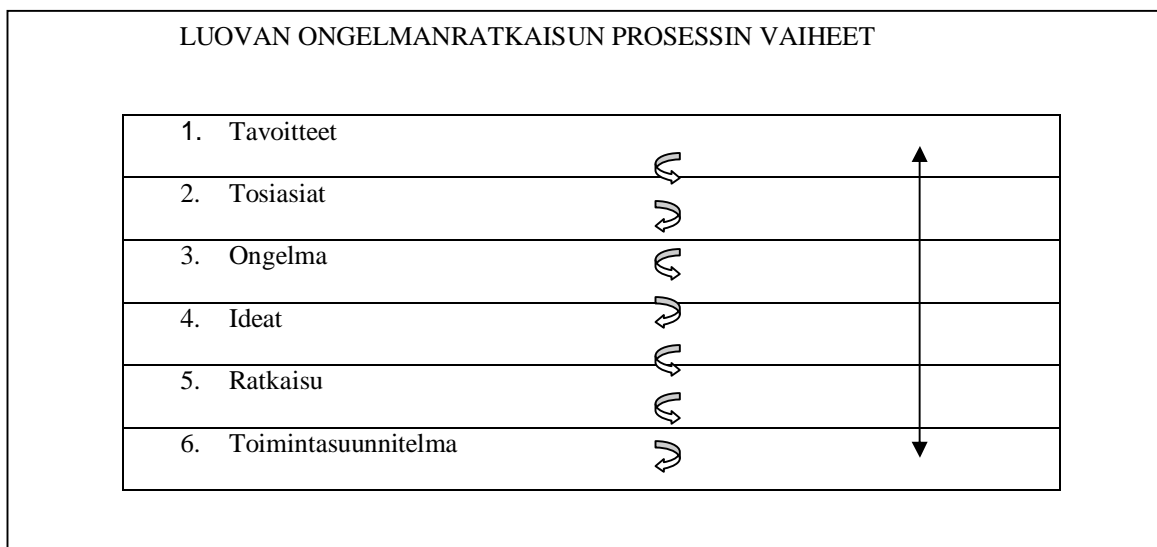 LUOVAN ONGELMANRATKAISUN PROSESSIN VAIHEET
1. Tavoitteet
2. Tosiasiat
3. Ongelma
4. Ideat
5. Ratkaisu
6. Toimintasuunnitelma